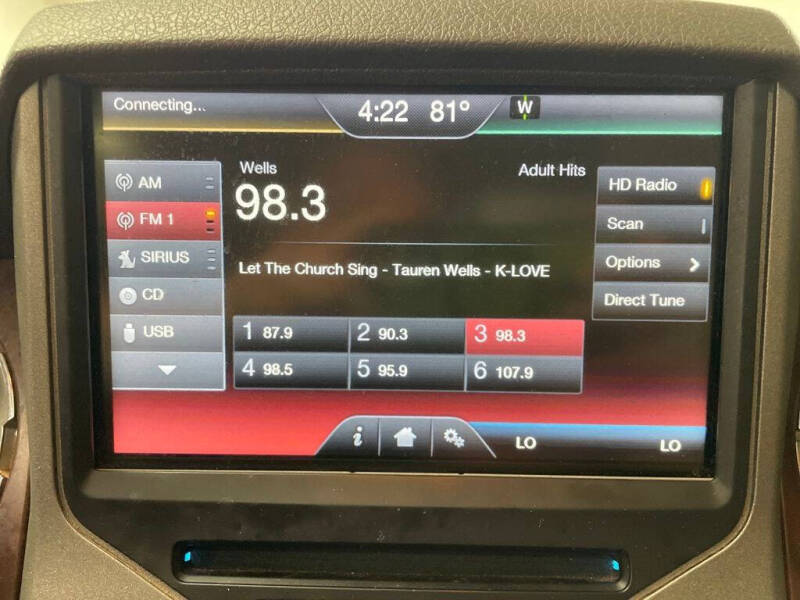 Connecting... 4:22 81° W
AM
FM 1
SIRIUS
CD
USB
Wells
98.3
Adult Hits
Let The Church Sing - Tauren Wells - K-LOVE
1 87.9 2 90.3 3 98.3
4 98.5 5 95.9 6 107.9
HD Radio
Scan
Options
Direct Tune
i LO LO